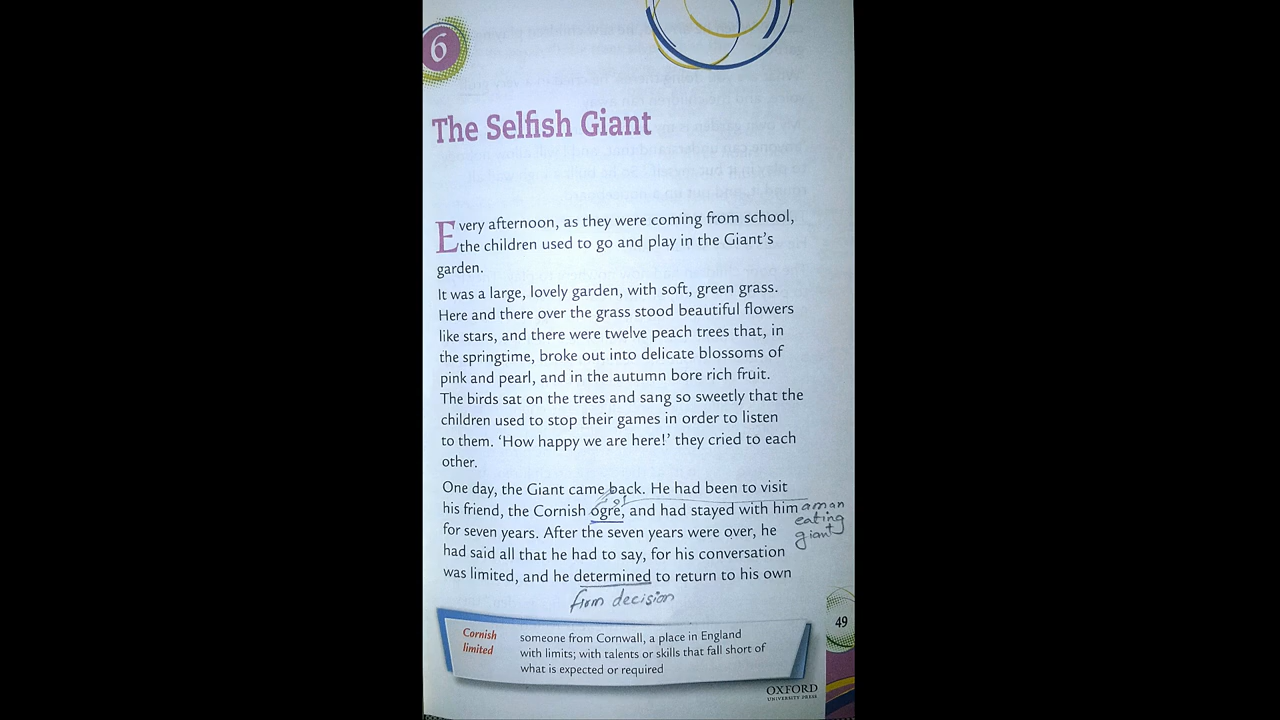 6
The Selfish Giant
Every afternoon, as they were coming from school,
the children used to go and play in the Giant's
garden.
It was a large, lovely garden, with soft, green grass.
Here and there over the grass stood beautiful flowers
like stars, and there were twelve peach trees that, in
the springtime, broke out into delicate blossoms of
pink and pearl, and in the autumn bore rich fruit.
The birds sat on the trees and sang so sweetly that the
children used to stop their games in order to listen
to them. ‘How happy we are here!’ they cried to each
other.
One day, the Giant came back. He had been to visit
his friend, the Cornish ogre, and had stayed with him
a man
eating
giant
for seven years. After the seven years were over, he
had said all that he had to say, for his conversation
was limited, and he determined to return to his own
firm decision
49
Cornish someone from Cornwall, a place in England
limited with limits; with talents or skills that fall short of
what is expected or required
OXFORD
UNIVERSITY PRESS